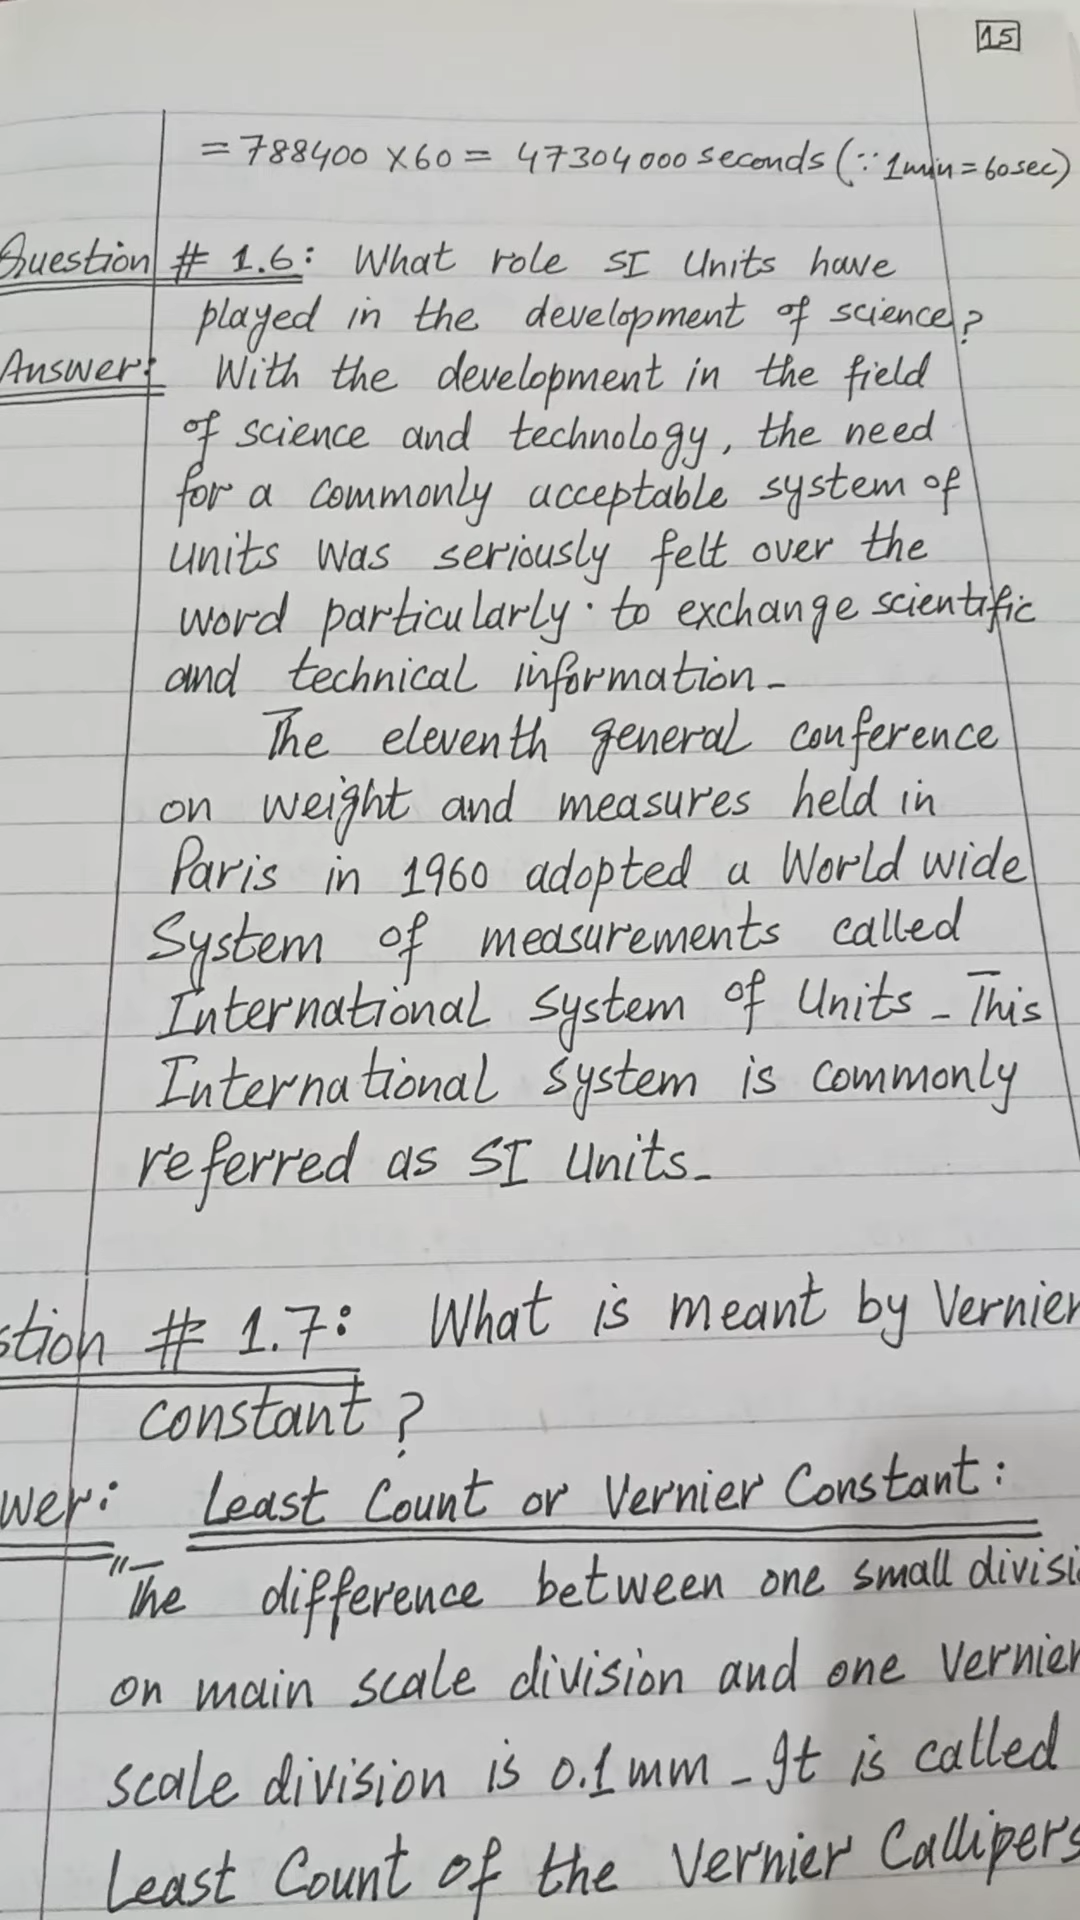 15
= 788400 X60 = 47304000 seconds (∵ 1min = 60sec)
Question # 1.6: What role SI Units have
played in the development of science?
Answer: With the development in the field
of science and technology, the need
for a commonly acceptable system of
units was seriously felt over the
word particularly. to exchange scientific
and technical information_
The eleventh general conference
on weight and measures held in
Paris in 1960 adopted a World wide
System of measurements called
International System of Units_ This
International System is commonly
referred as SI Units_
stion # 1.7: What is meant by Vernier
constant?
wer: Least Count or Vernier Constant:
"The difference between one small divisi
on main scale division and one Vernier
scale division is 0.1mm_ It is called
Least Count of the Vernier Callipers